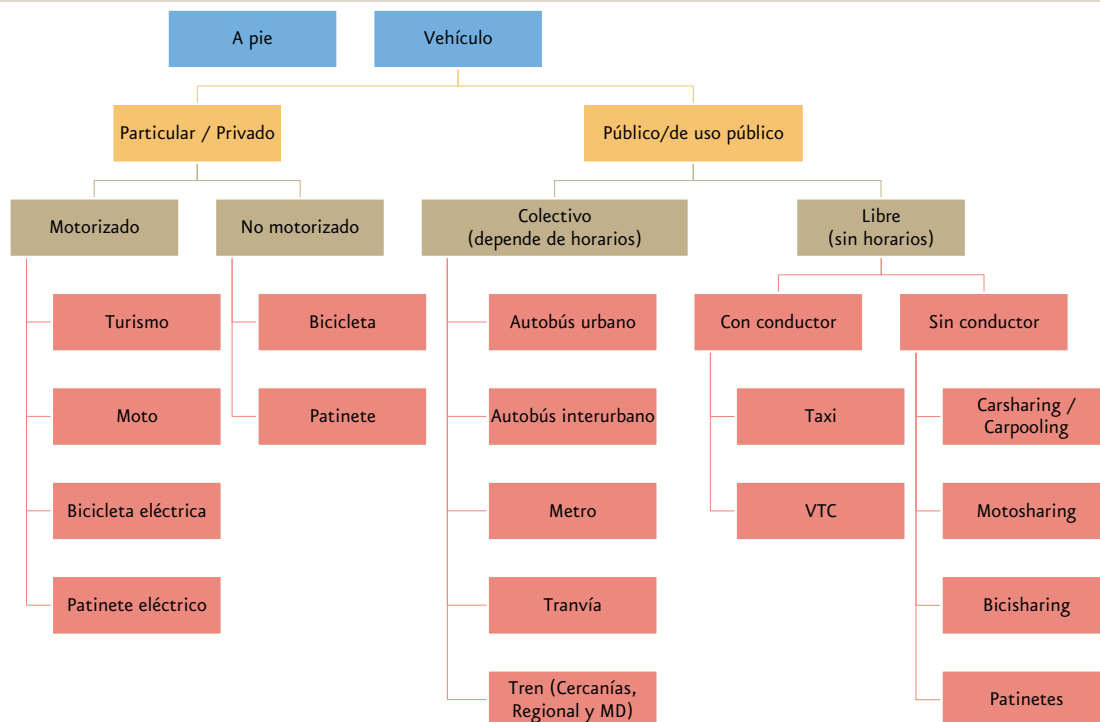 A pie
Vehículo
Particular / Privado
Público/de uso público
Motorizado
No motorizado
Colectivo
(depende de horarios)
Libre
(sin horarios)
Turismo
Bicicleta
Autobús urbano
Con conductor
Sin conductor
Moto
Patinete
Autobús interurbano
Taxi
Carsharing /
Carpooling
Bicicleta eléctrica
Metro
VTC
Motosharing
Patinete eléctrico
Tranvía
Bicisharing
Tren (Cercanías,
Regional y MD)
Patinetes